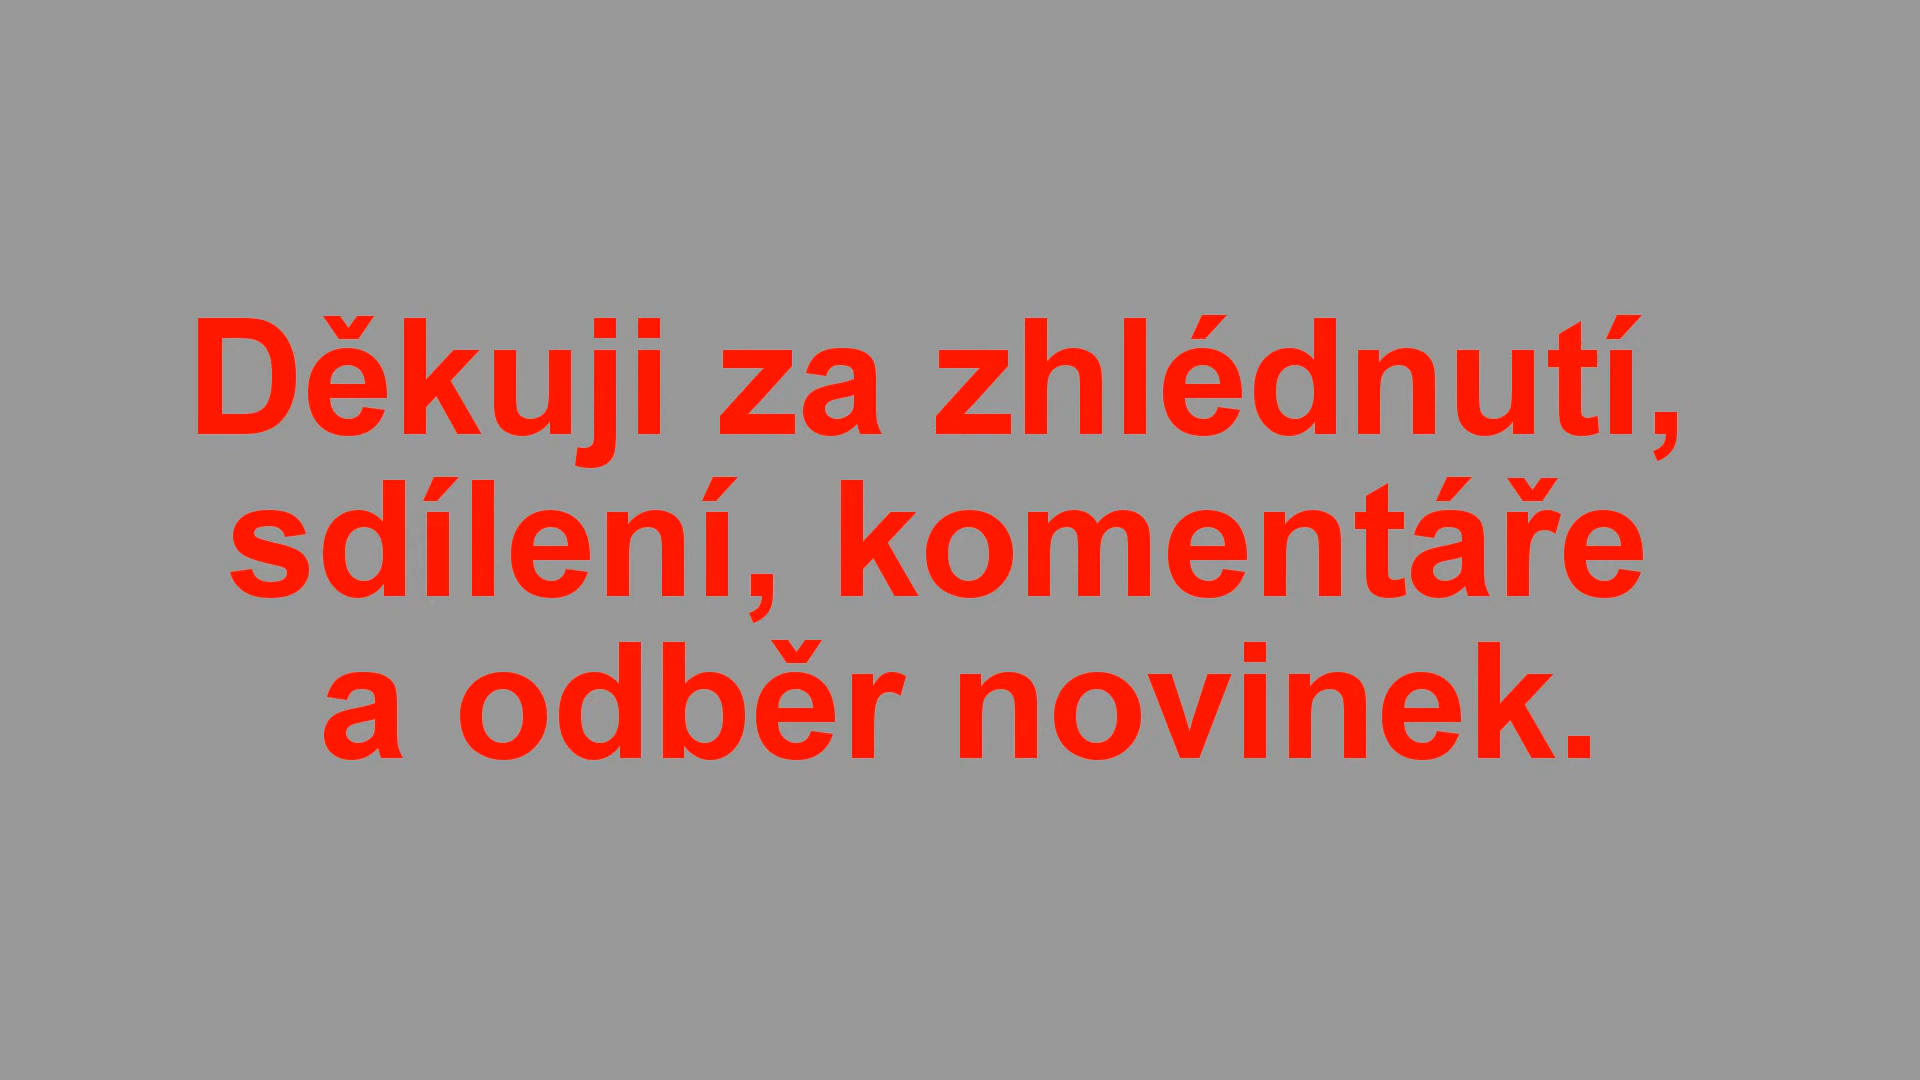 Děkuji za zhlédnutí,
sdílení, komentáře
a odběr novinek.